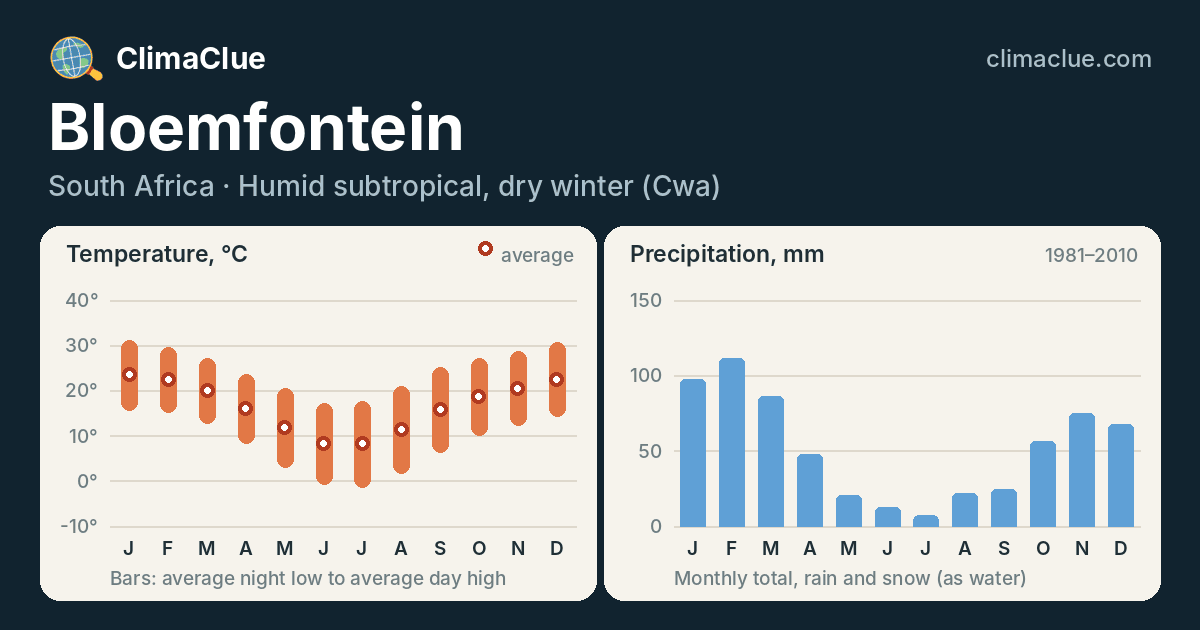 ClimaClue
climaclue.com
Bloemfontein
South Africa · Humid subtropical, dry winter (Cwa)
Temperature, °C
average
40°
30°
20°
10°
0°
-10°
J F M A M J J A S O N D
Bars: average night low to average day high
Precipitation, mm
1981–2010
150
100
50
0
J F M A M J J A S O N D
Monthly total, rain and snow (as water)